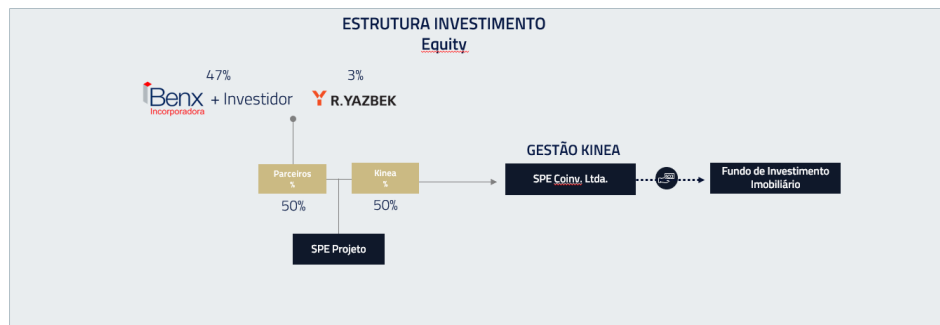 ESTRUTURA INVESTIMENTO
Equity
47%
3%
Benx + Investidor
Incorporadora
R.YAZBEK
GESTÃO KINEA
Parceiros
%
Kinea
%
SPE Coinv. Ltda.
Fundo de Investimento
Imobiliário
50%
50%
SPE Projeto